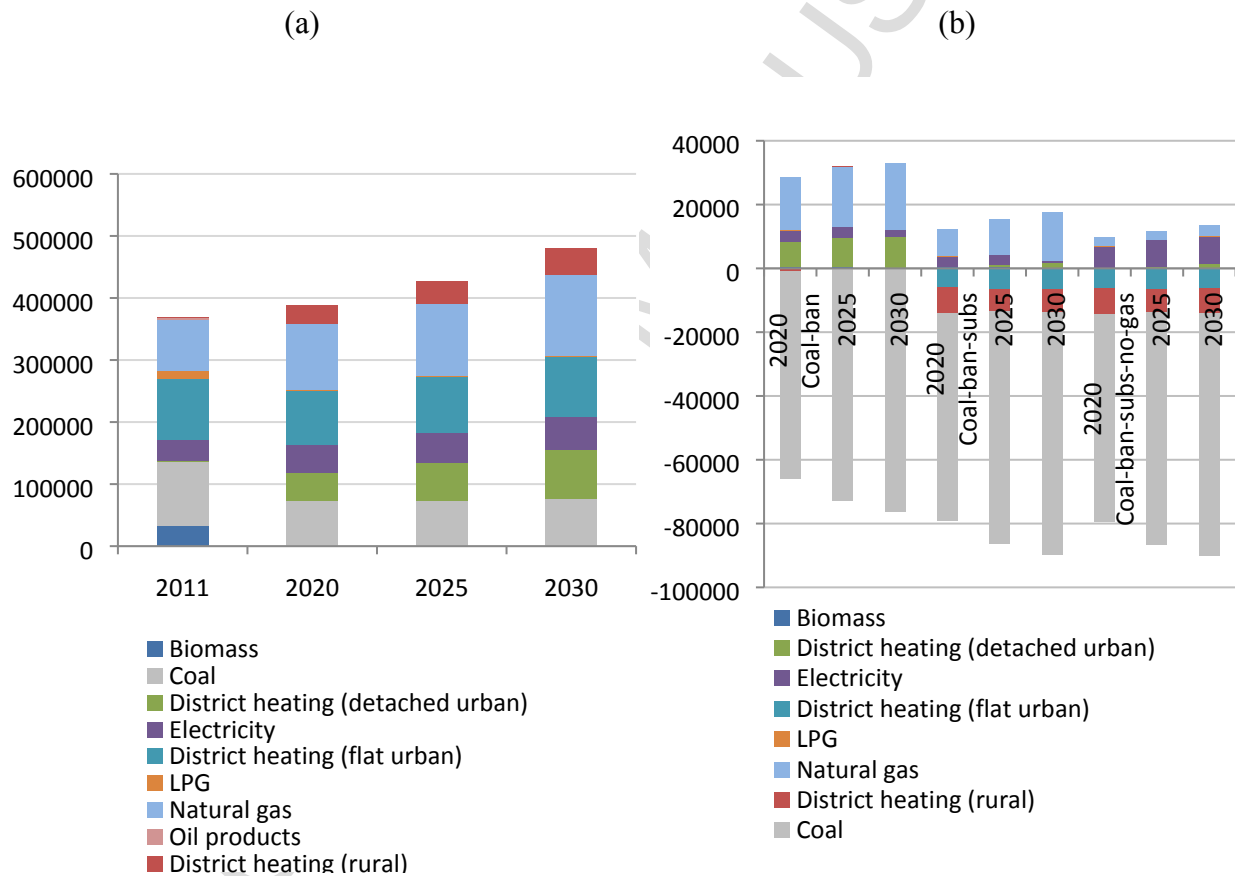 (a)
(b)
600000
500000
400000
300000
200000
100000
0
2011
2020
2025
2030
Biomass
Coal
District heating (detached urban)
Electricity
District heating (flat urban)
LPG
Natural gas
Oil products
District heating (rural)
40000
20000
0
-20000
-40000
-60000
-80000
-100000
2020
Coal-ban
2025
2030
2020
Coal-ban-subs
2025
2030
2020
Coal-ban-subs-no-gas
2025
2030
Biomass
District heating (detached urban)
Electricity
District heating (flat urban)
LPG
Natural gas
District heating (rural)
Coal